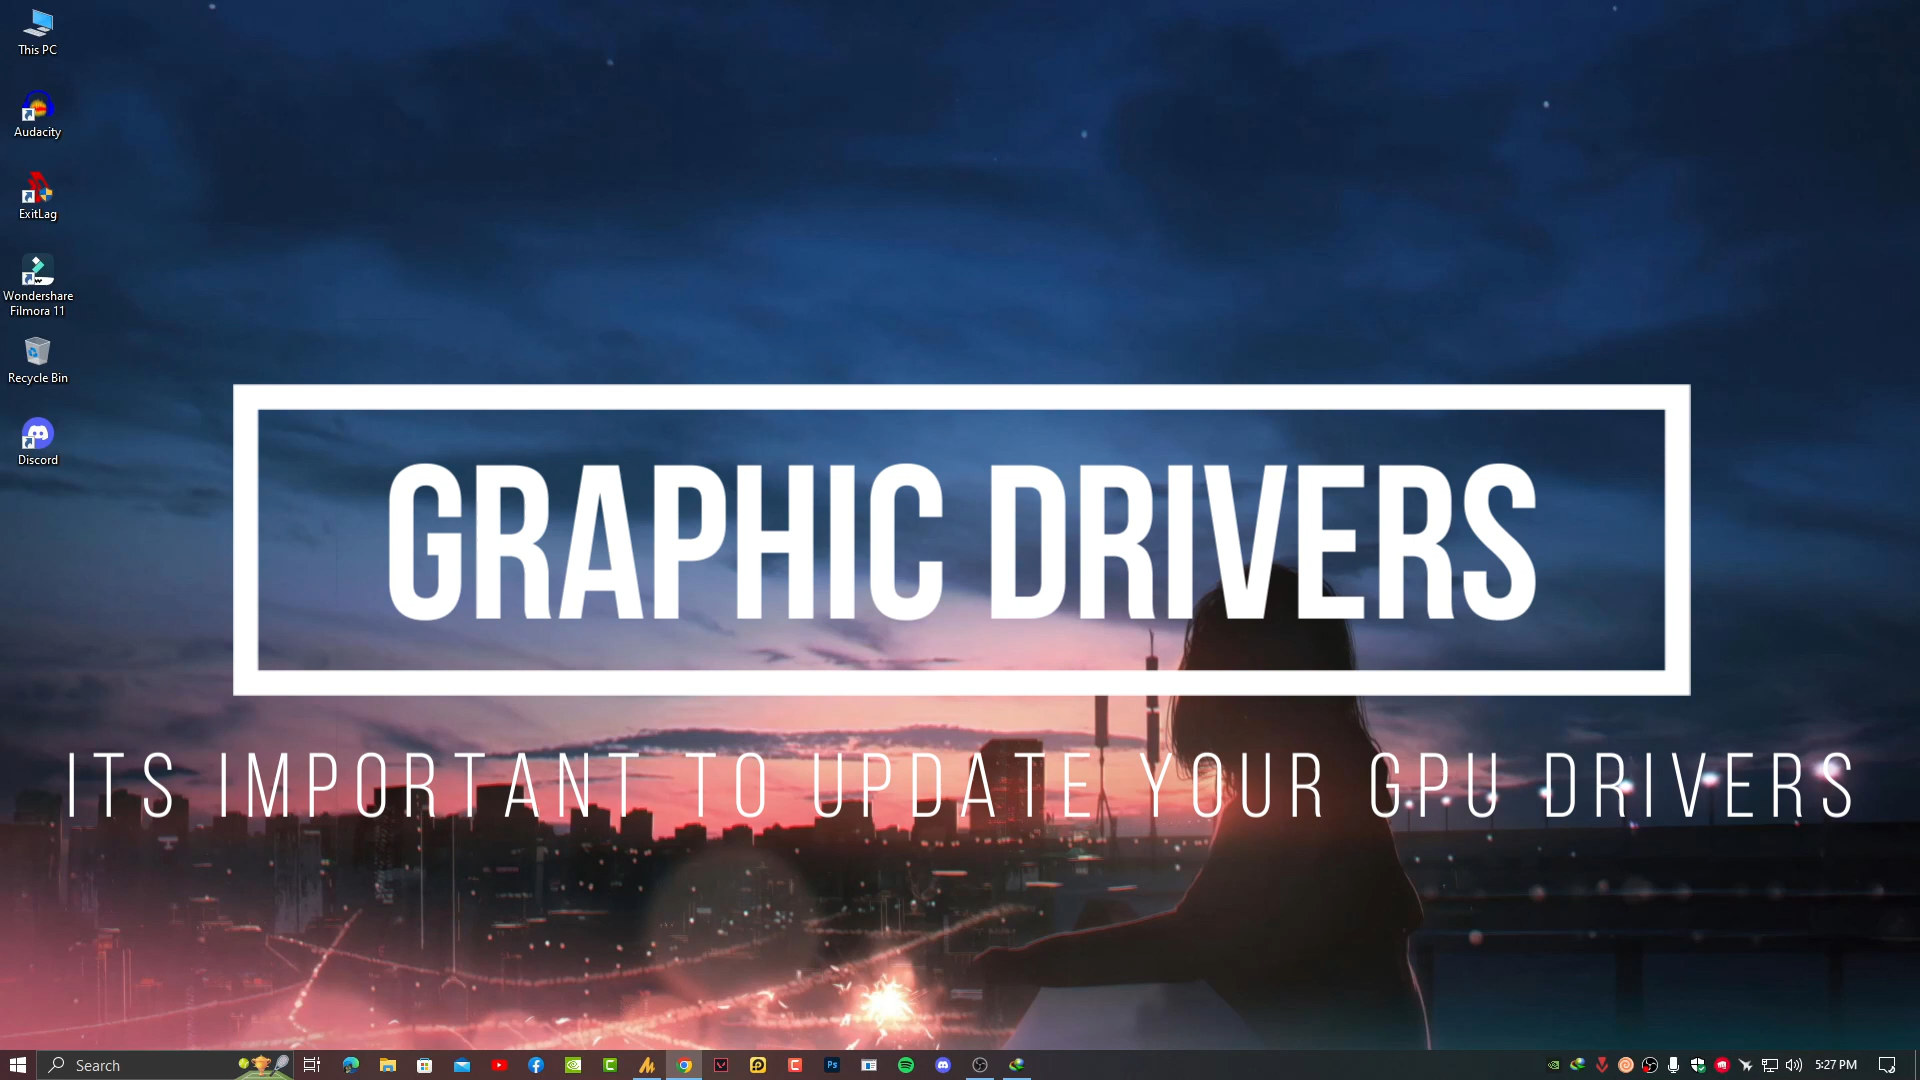 This PC
Audacity
ExitLag
Wondershare
Filmora 11
Recycle Bin
Discord
GRAPHIC DRIVERS
ITS IMPORTANT TO UPDATE YOUR GPU DRIVERS
Search
Ps
5:27 PM